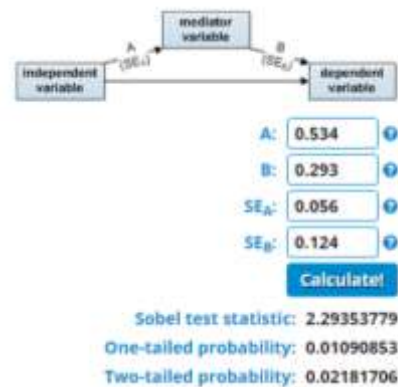 mediator
variable
A
(SEA)
B
(SEB)
independent
variable
dependent
variable
A: 0.534 ?
B: 0.293 ?
SEA: 0.056 ?
SEB: 0.124 ?
Calculate!
Sobel test statistic: 2.29353779
One-tailed probability: 0.01090853
Two-tailed probability: 0.02181706